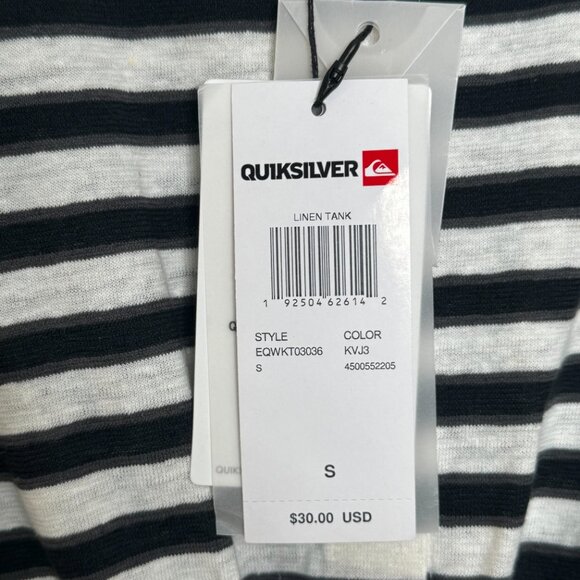 QUIKSILVER
LINEN TANK
1 92504 62614 2
STYLE COLOR
EQWKT03036 KVJ3
S 4500552205
S
$30.00 USD